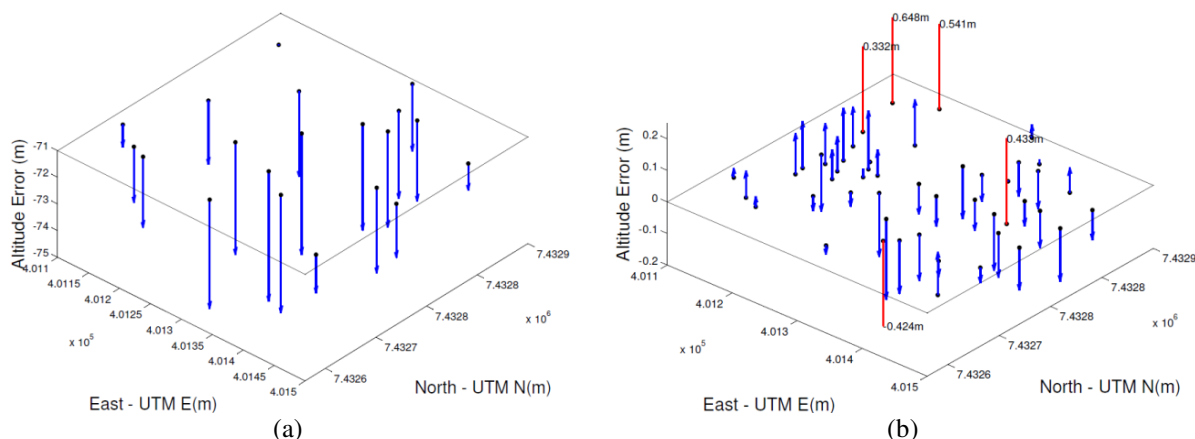 -71
-72
-73
-74
-75
Altitude Error (m)
4.011
4.0115
4.012
4.0125
4.013
4.0135
4.014
4.0145
4.015
x 10^5
East - UTM E(m)
7.4326
7.4327
7.4328
7.4328
7.4329
x 10^6
North - UTM N(m)
(a)
0.648m
0.541m
0.332m
0.433m
-0.424m
0.2
0.1
0
-0.1
-0.2
Altitude Error (m)
4.011
4.012
4.013
4.014
4.015
x 10^5
East - UTM E(m)
7.4326
7.4327
7.4328
7.4328
7.4329
x 10^6
North - UTM N(m)
(b)